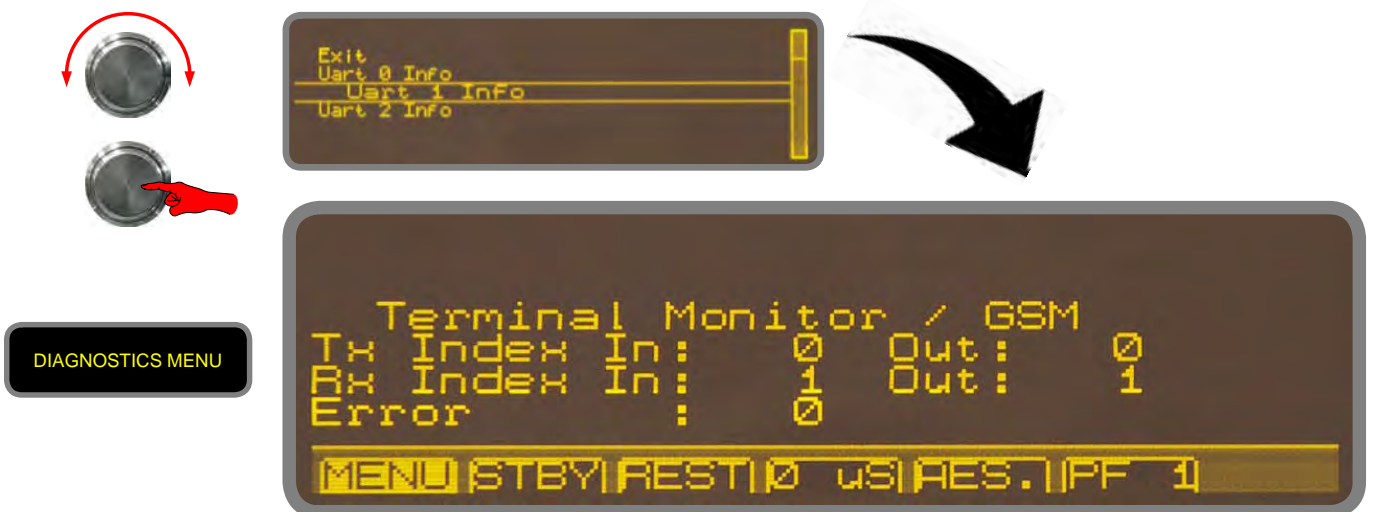 Exit
Uart 0 Info
Uart 1 Info
Uart 2 Info
Terminal Monitor / GSM
Tx Index In: 0 Out: 0
Rx Index In: 1 Out: 1
Error : 0
DIAGNOSTICS MENU
MENU STBY REST 0 uS AES. PF 1